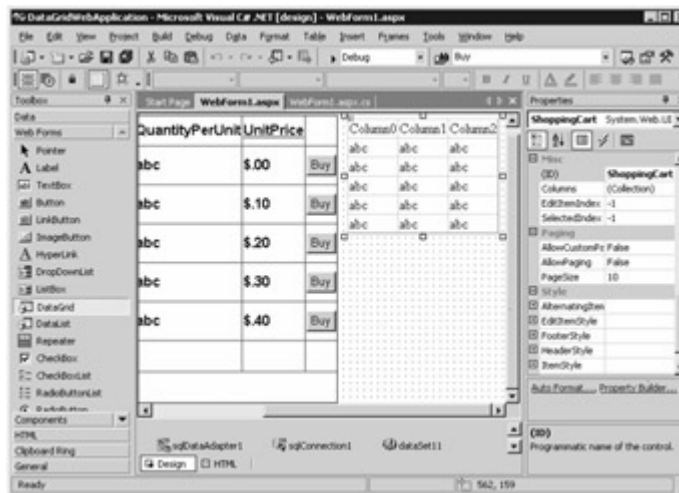 DataGridWebApplication - Microsoft Visual C# .NET [design] - WebForm1.aspx
File Edit View Project Build Debug Data Format Table Insert Frames Tools Window Help
Debug Buy
B I U A
Toolbox
Data
Web Forms
Pointer
Label
TextBox
Button
LinkButton
ImageButton
HyperLink
DropDownList
ListBox
DataGrid
DataList
Repeater
CheckBox
CheckBoxList
RadioButtonList
RadioButton
Components
HTML
Clipboard Ring
General
Start Page WebForm1.aspx WebForm1.aspx.cs
QuantityPerUnit UnitPrice
abc $.00 Buy
abc $.10 Buy
abc $.20 Buy
abc $.30 Buy
abc $.40 Buy
Column0 Column1 Column2
abc abc abc
abc abc abc
abc abc abc
abc abc abc
abc abc abc
sqlDataAdapter1 sqlConnection1 dataSet11
Design HTML
Properties
ShoppingCart System.Web.UI
Misc
(ID) ShoppingCart
Columns (Collection)
EditItemIndex -1
SelectedIndex -1
Paging
AllowCustomPa False
AllowPaging False
PageSize 10
Style
AlternatingItem
EditItemStyle
FooterStyle
HeaderStyle
ItemStyle
Auto Format..., Property Builder...
(ID)
Programmatic name of the control.
Ready 562, 159